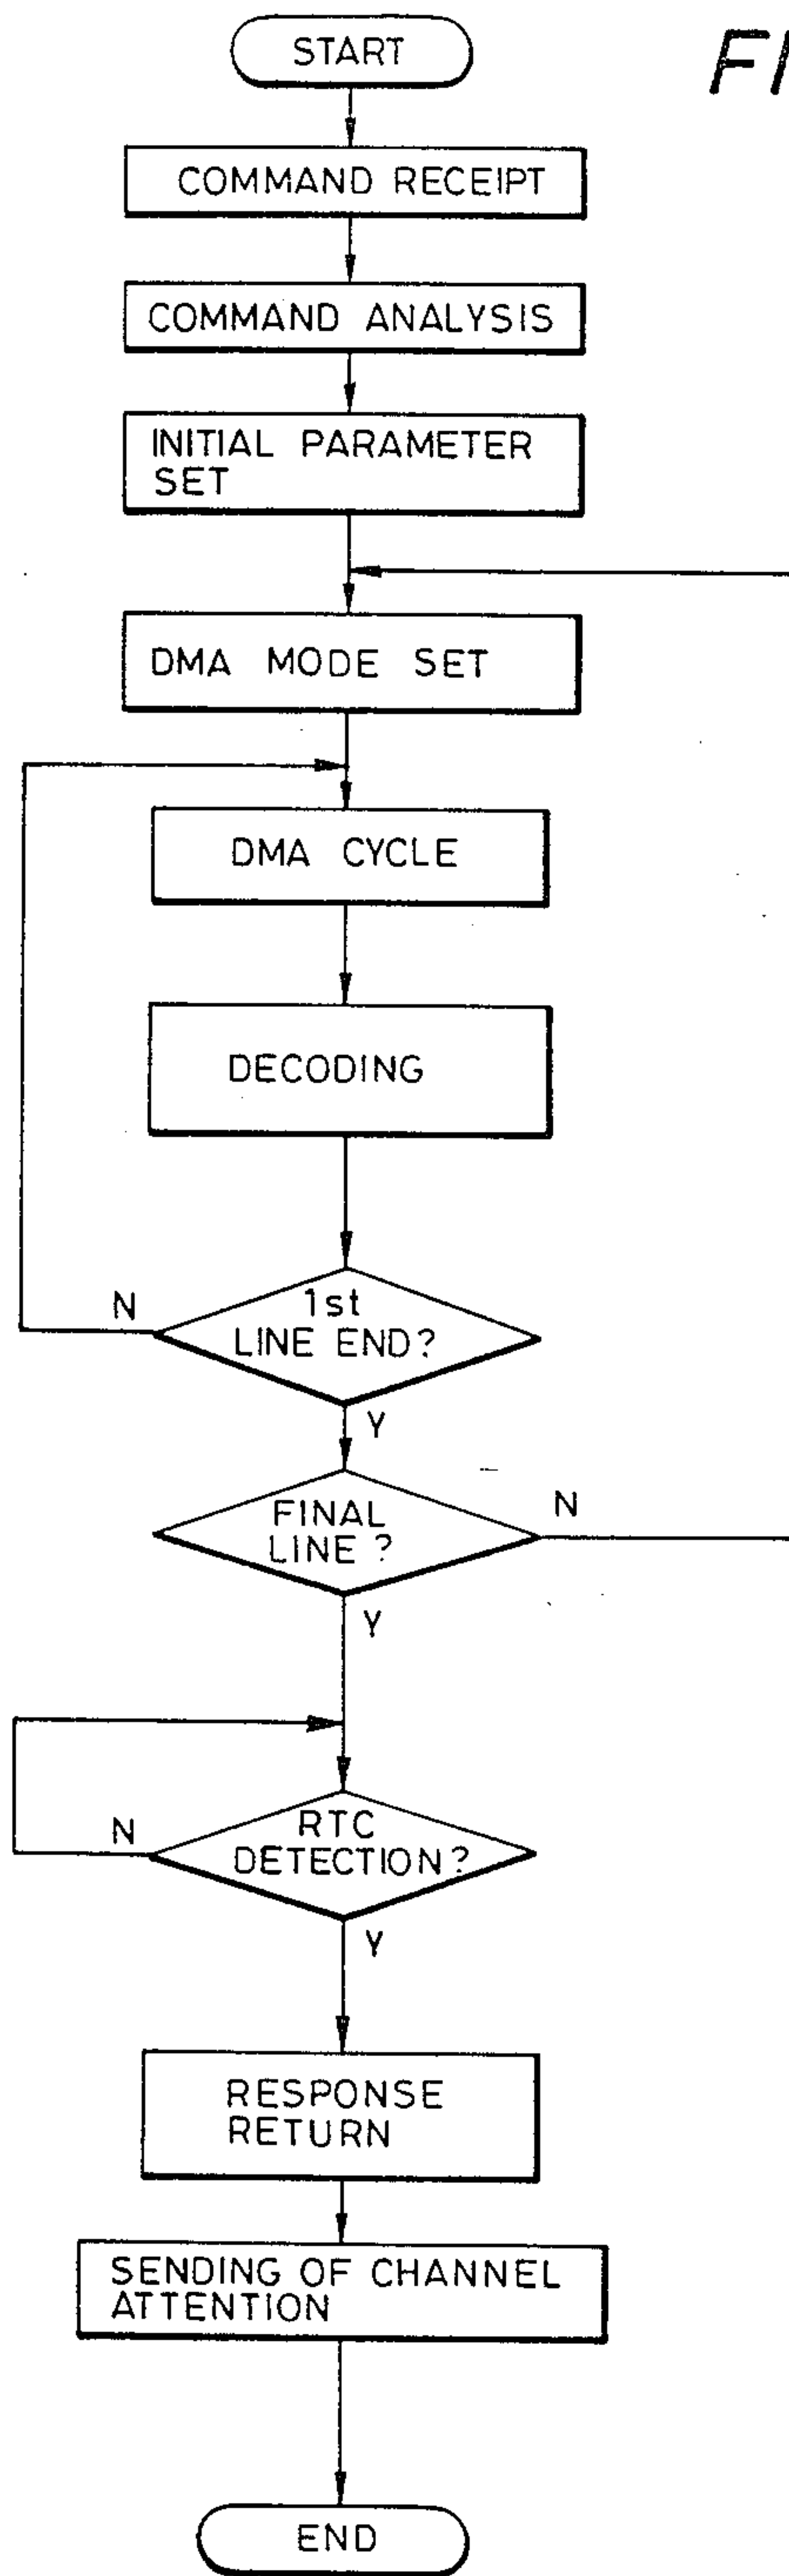 START
COMMAND RECEIPT
COMMAND ANALYSIS
INITIAL PARAMETER
SET
DMA MODE SET
DMA CYCLE
DECODING
1st
LINE END?
N
Y
FINAL
LINE ?
N
Y
RTC
DETECTION?
N
Y
RESPONSE
RETURN
SENDING OF CHANNEL
ATTENTION
END